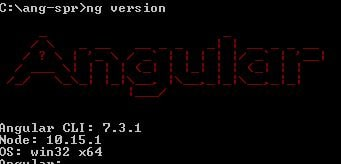 C:\ang-spr>ng version
Angular
Angular CLI: 7.3.1
Node: 10.15.1
OS: win32 x64
Angular: